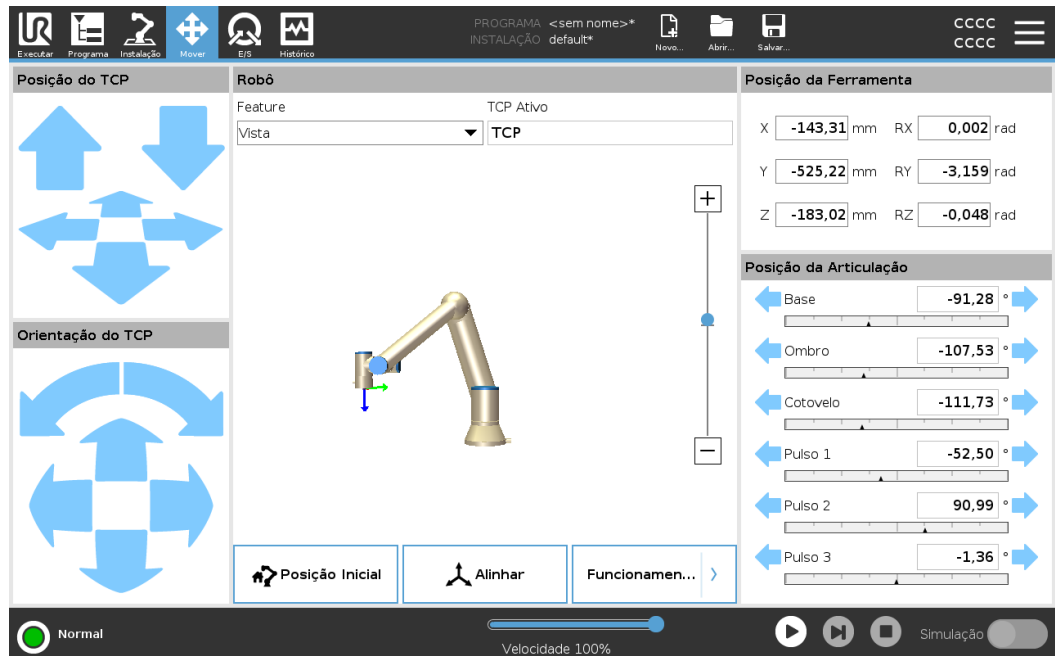 UR
PROGRAMA <sem nome>*
INSTALAÇÃO default*
CCCC
CCCC
Executar Programa Instalação Mover E/S Histórico Novo... Abrir... Salvar...
Posição do TCP
Orientação do TCP
Robô
Feature TCP Ativo
Vista TCP
+
−
Posição Inicial Alinhar Funcionamen...
Posição da Ferramenta
X -143,31 mm RX 0,002 rad
Y -525,22 mm RY -3,159 rad
Z -183,02 mm RZ -0,048 rad
Posição da Articulação
Base -91,28 °
Ombro -107,53 °
Cotovelo -111,73 °
Pulso 1 -52,50 °
Pulso 2 90,99 °
Pulso 3 -1,36 °
Normal
Velocidade 100%
Simulação